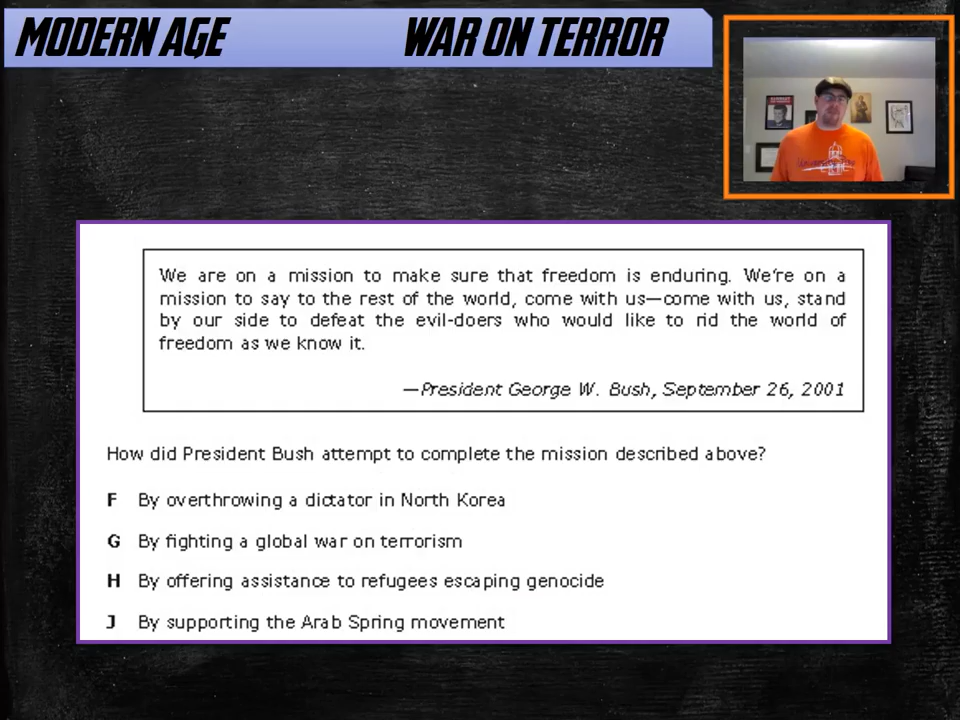 MODERN AGE
WAR ON TERROR
We are on a mission to make sure that freedom is enduring. We're on a
mission to say to the rest of the world, come with us—come with us, stand
by our side to defeat the evil-doers who would like to rid the world of
freedom as we know it.
—President George W. Bush, September 26, 2001
How did President Bush attempt to complete the mission described above?
F By overthrowing a dictator in North Korea
G By fighting a global war on terrorism
H By offering assistance to refugees escaping genocide
J By supporting the Arab Spring movement